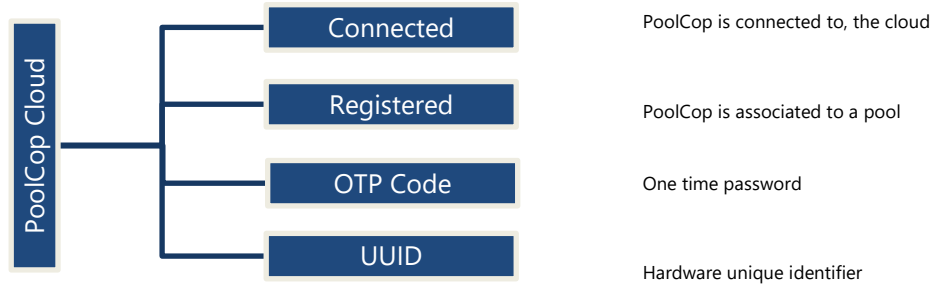 PoolCop Cloud
Connected
PoolCop is connected to, the cloud
Registered
PoolCop is associated to a pool
OTP Code
One time password
UUID
Hardware unique identifier